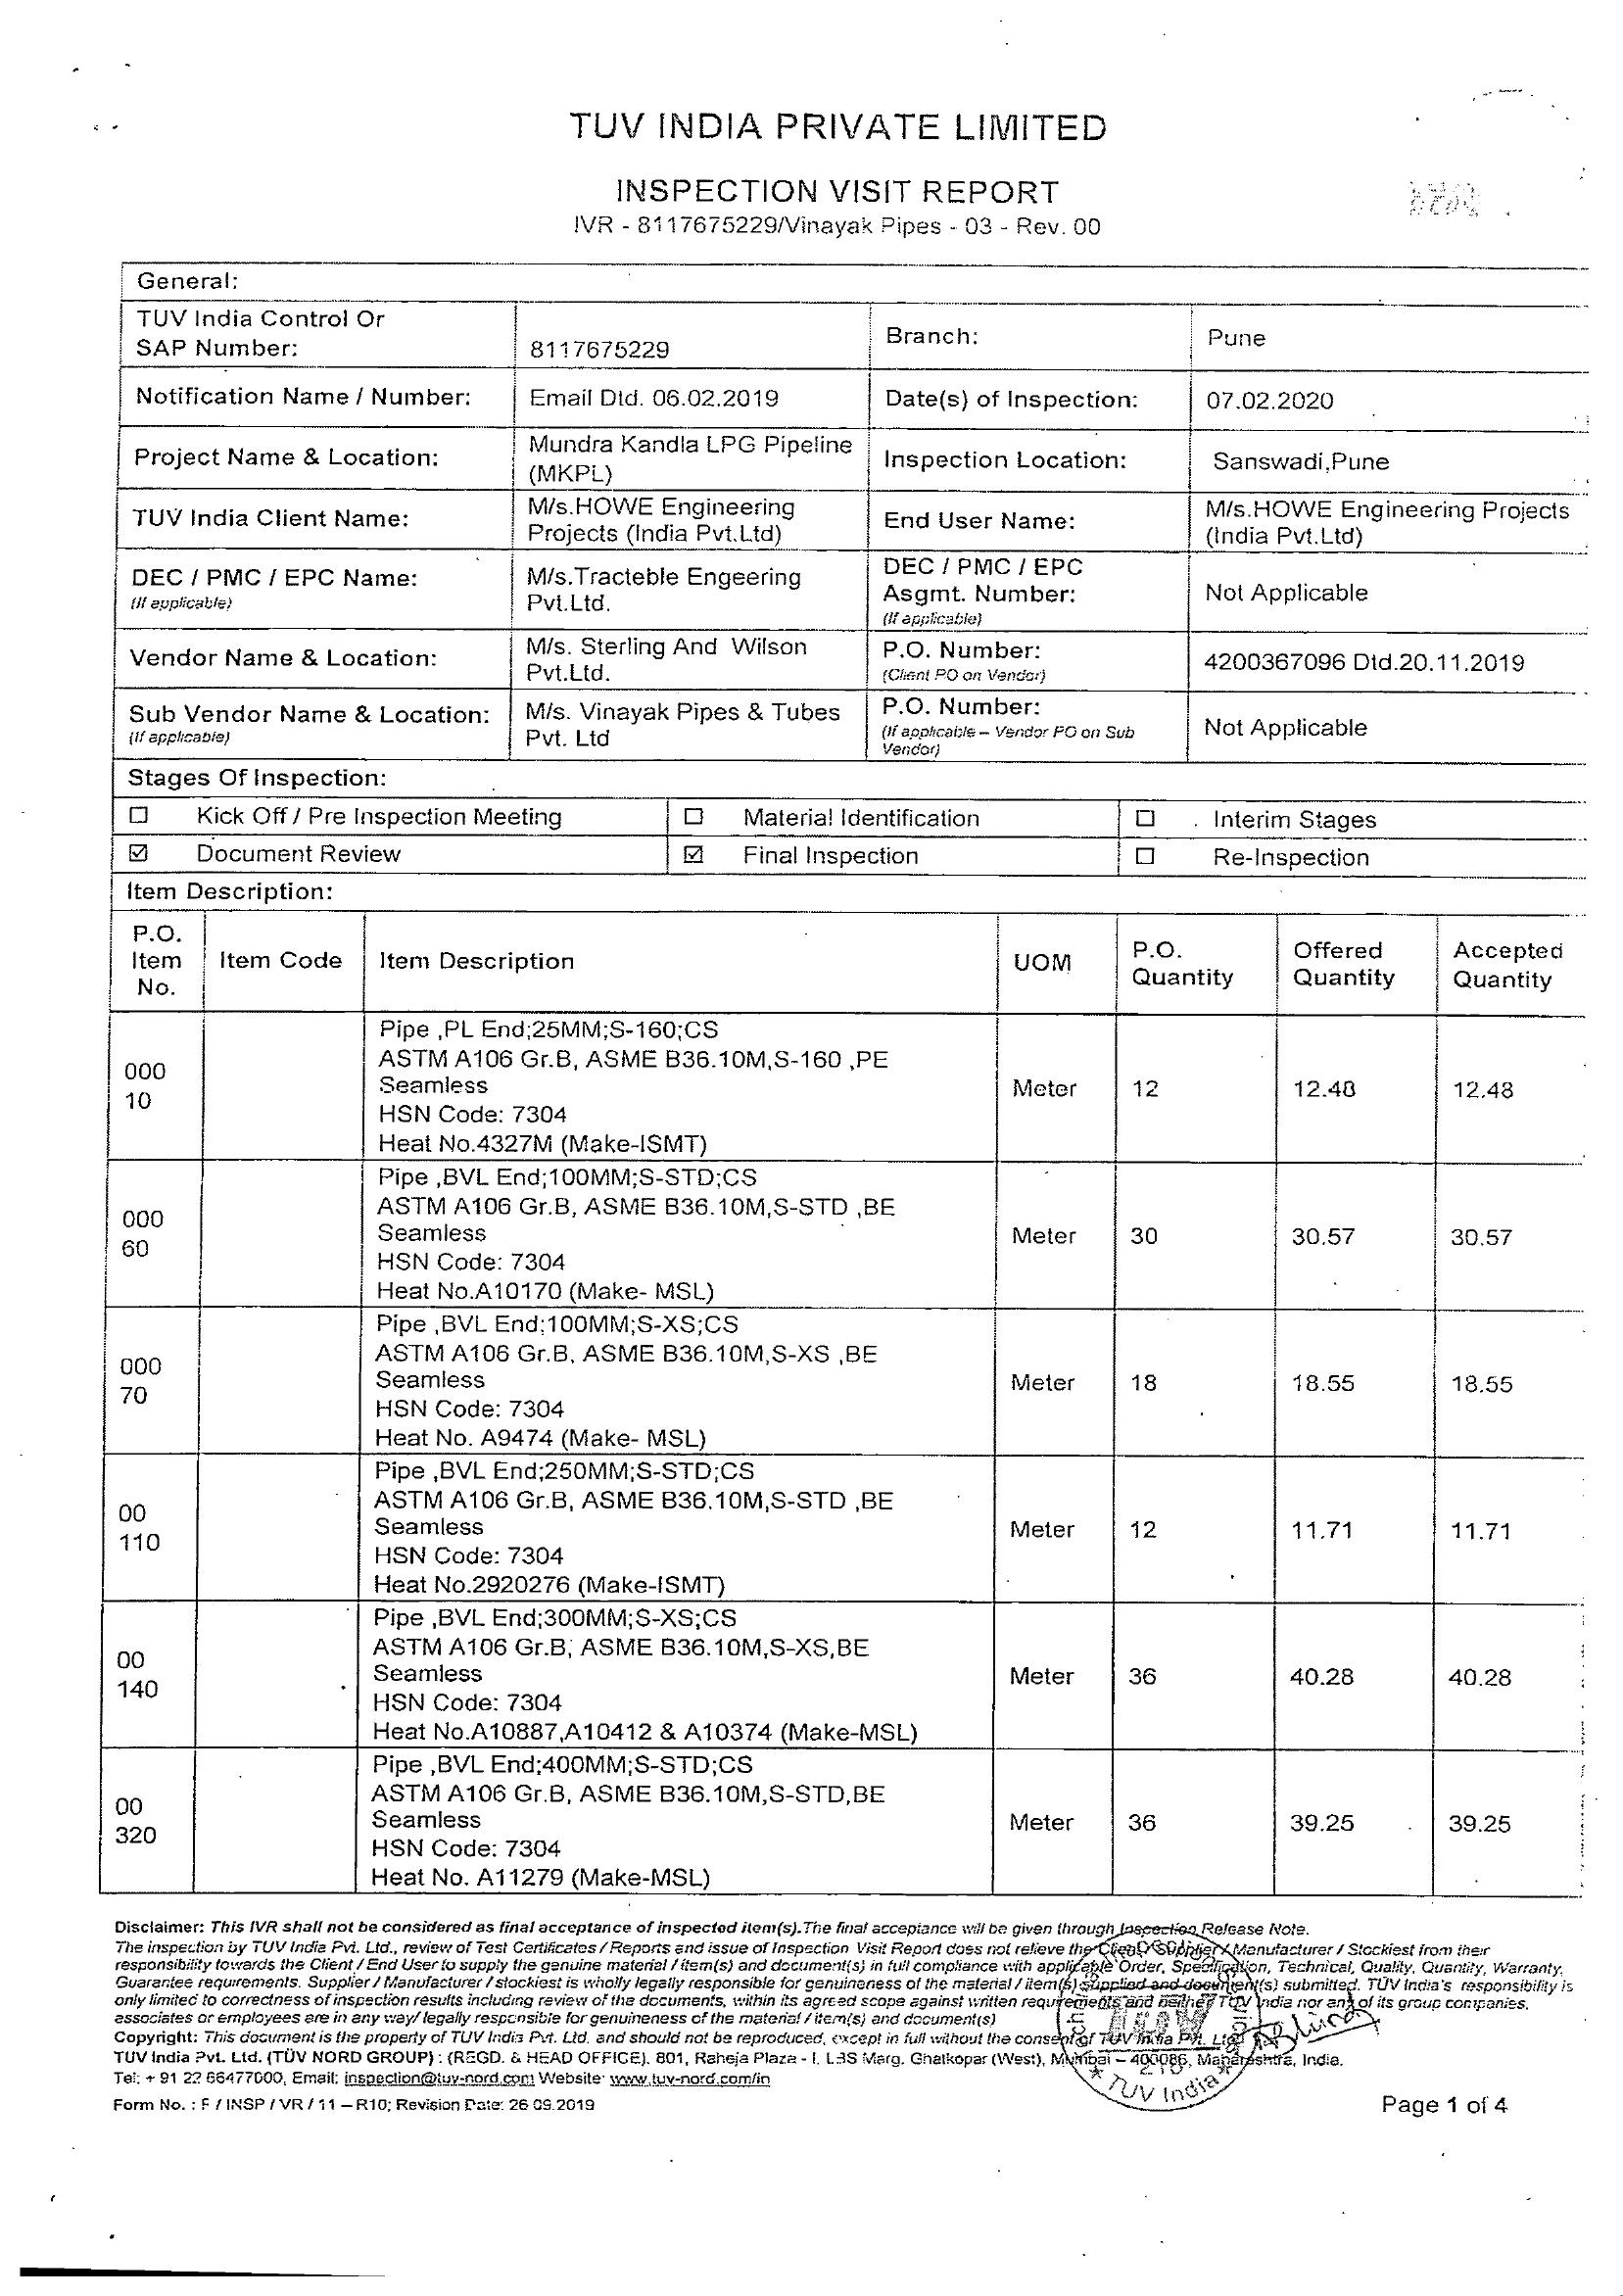 TUV INDIA PRIVATE LIMITED
INSPECTION VISIT REPORT
IVR - 8117675229/Vinayak Pipes - 03 - Rev. 00
General:
TUV India Control Or
SAP Number:
8117675229
Branch:
Pune
Notification Name / Number:
Email Dtd. 06.02.2019
Date(s) of Inspection:
07.02.2020
Project Name & Location:
Mundra Kandla LPG Pipeline
(MKPL)
Inspection Location:
Sanswadi,Pune
TUV India Client Name:
M/s.HOWE Engineering
Projects (India Pvt.Ltd)
End User Name:
M/s.HOWE Engineering Projects
(India Pvt.Ltd)
DEC / PMC / EPC Name:
(If applicable)
M/s.Tracteble Engeering
Pvt.Ltd.
DEC / PMC / EPC
Asgmt. Number:
(If applicable)
Not Applicable
Vendor Name & Location:
M/s. Sterling And Wilson
Pvt.Ltd.
P.O. Number:
(Client PO on Vendor)
4200367096 Dtd.20.11.2019
Sub Vendor Name & Location:
(If applicable)
M/s. Vinayak Pipes & Tubes
Pvt. Ltd
P.O. Number:
(If applicable – Vendor PO on Sub
Vendor)
Not Applicable
Stages Of Inspection:
☐ Kick Off / Pre Inspection Meeting ☐ Material Identification ☐ Interim Stages
☑ Document Review ☑ Final Inspection ☐ Re-Inspection
Item Description:
P.O.
Item
No.
Item Code
Item Description
UOM
P.O.
Quantity
Offered
Quantity
Accepted
Quantity
000
10
Pipe ,PL End;25MM;S-160;CS
ASTM A106 Gr.B, ASME B36.10M,S-160 ,PE
Seamless
HSN Code: 7304
Heat No.4327M (Make-ISMT)
Meter
12
12.48
12.48
000
60
Pipe ,BVL End;100MM;S-STD;CS
ASTM A106 Gr.B, ASME B36.10M,S-STD ,BE
Seamless
HSN Code: 7304
Heat No.A10170 (Make- MSL)
Meter
30
30.57
30.57
000
70
Pipe ,BVL End;100MM;S-XS;CS
ASTM A106 Gr.B, ASME B36.10M,S-XS ,BE
Seamless
HSN Code: 7304
Heat No. A9474 (Make- MSL)
Meter
18
18.55
18.55
00
110
Pipe ,BVL End;250MM;S-STD;CS
ASTM A106 Gr.B, ASME B36.10M,S-STD ,BE
Seamless
HSN Code: 7304
Heat No.2920276 (Make-ISMT)
Meter
12
11.71
11.71
00
140
Pipe ,BVL End;300MM;S-XS;CS
ASTM A106 Gr.B, ASME B36.10M,S-XS,BE
Seamless
HSN Code: 7304
Heat No.A10887,A10412 & A10374 (Make-MSL)
Meter
36
40.28
40.28
00
320
Pipe ,BVL End;400MM;S-STD;CS
ASTM A106 Gr.B, ASME B36.10M,S-STD,BE
Seamless
HSN Code: 7304
Heat No. A11279 (Make-MSL)
Meter
36
39.25
39.25
Disclaimer: This IVR shall not be considered as final acceptance of inspected item(s).The final acceptance will be given through Inspection Release Note.
The inspection by TUV India Pvt. Ltd., review of Test Certificates / Reports and issue of Inspection Visit Report does not relieve the Client / Supplier / Manufacturer / Stockiest from their
responsibility towards the Client / End User to supply the genuine material / item(s) and document(s) in full compliance with applicable Order, Specification, Technical, Quality, Quantity, Warranty,
Guarantee requirements. Supplier / Manufacturer / stockiest is wholly legally responsible for genuineness of the material / item(s) supplied and document(s) submitted. TÜV India's responsibility is
only limited to correctness of inspection results including review of the documents, within its agreed scope against written requirements and neither TÜV India nor any of its group companies,
associates or employees are in any way/ legally responsible for genuineness of the material / item(s) and document(s)
Copyright: This document is the property of TUV India Pvt. Ltd. and should not be reproduced, except in full without the consent of TUV India Pvt. Ltd.
TUV India Pvt. Ltd. (TÜV NORD GROUP) : (REGD. & HEAD OFFICE). 801, Raheja Plaza - I, LBS Marg, Ghatkopar (West), Mumbai – 400086, Maharashtra, India.
Tel: + 91 22 66477000, Email: inspection@tuv-nord.com Website: www.tuv-nord.com/in
TUV India
Form No. : F / INSP / VR / 11 – R10; Revision Date: 26.09.2019
Page 1 of 4